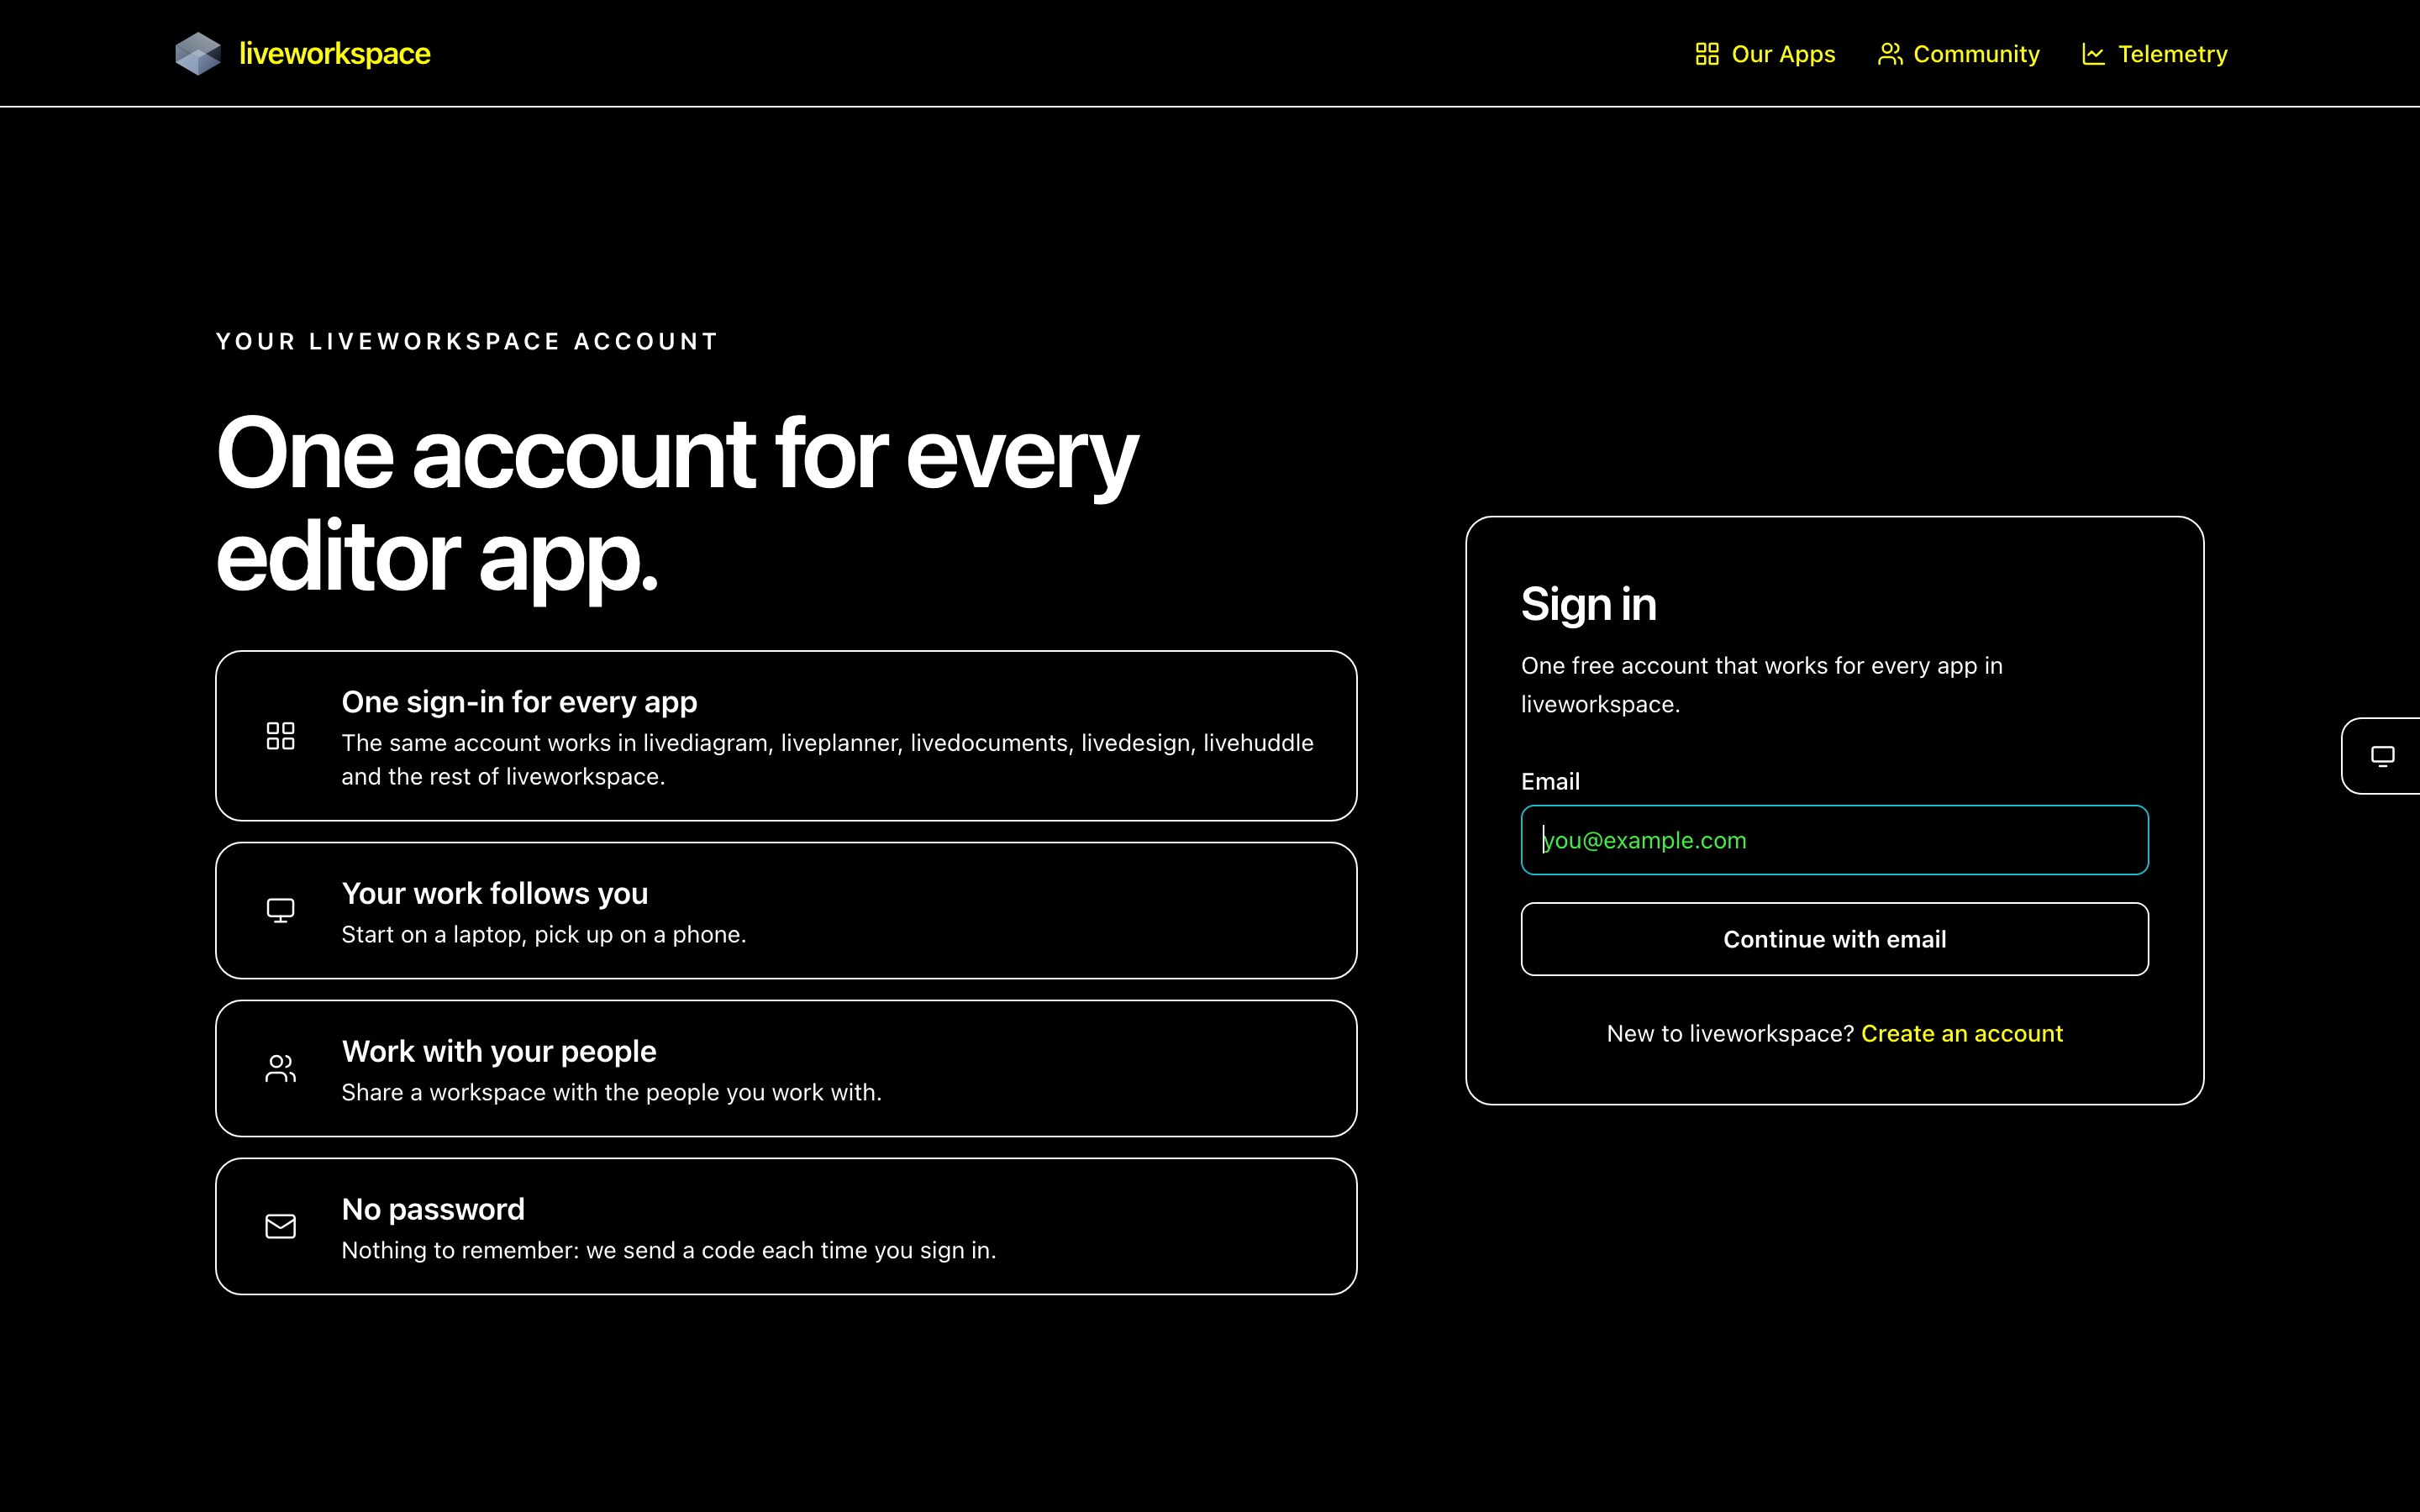 liveworkspace
Our Apps
Community
Telemetry
YOUR LIVEWORKSPACE ACCOUNT
One account for every
editor app.
One sign-in for every app
The same account works in livediagram, liveplanner, livedocuments, livedesign, livehuddle
and the rest of liveworkspace.
Your work follows you
Start on a laptop, pick up on a phone.
Work with your people
Share a workspace with the people you work with.
No password
Nothing to remember: we send a code each time you sign in.
Sign in
One free account that works for every app in
liveworkspace.
Email
you@example.com
Continue with email
New to liveworkspace? Create an account